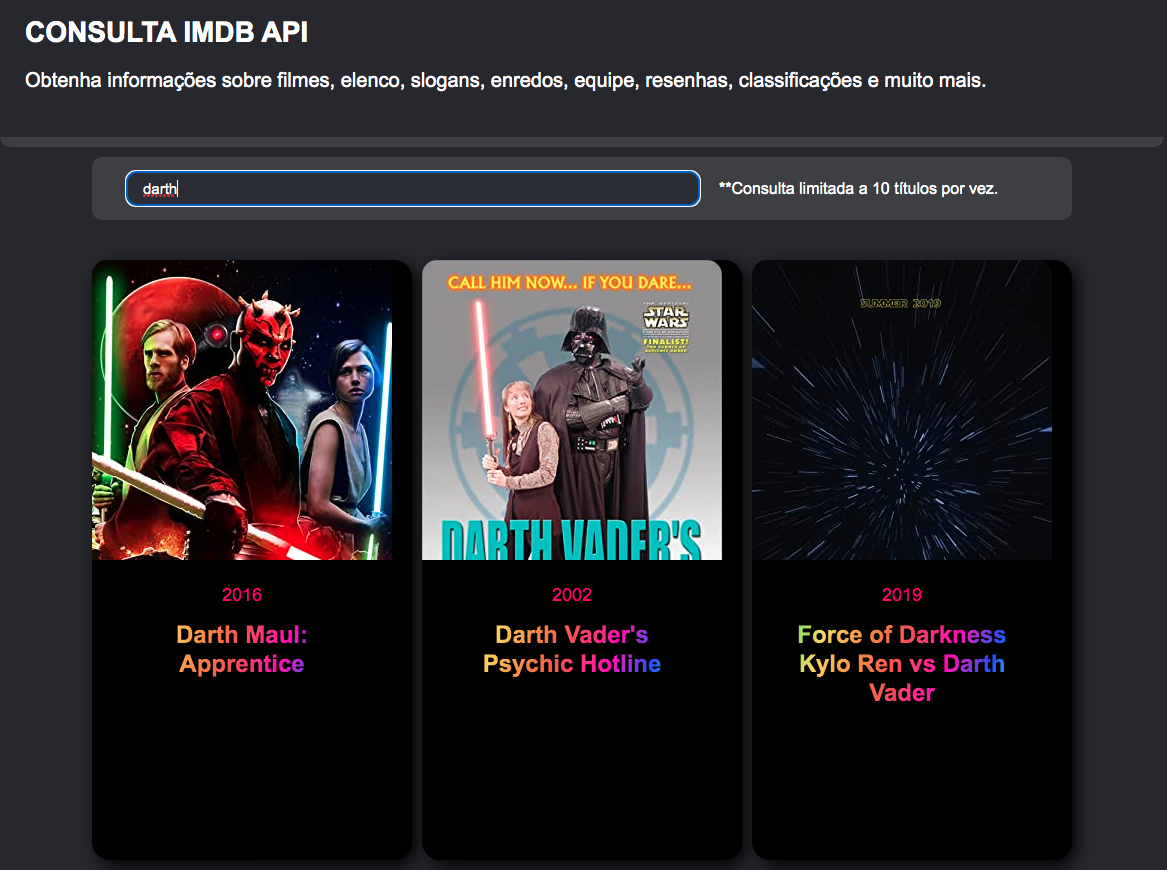 CONSULTA IMDB API
Obtenha informações sobre filmes, elenco, slogans, enredos, equipe, resenhas, classificações e muito mais.
darth
**Consulta limitada a 10 títulos por vez.
CALL HIM NOW... IF YOU DARE...
STAR
WARS
FINALIST!
DARTH VADER'S
SUMMER 2019
2016
Darth Maul:
Apprentice
2002
Darth Vader's
Psychic Hotline
2019
Force of Darkness
Kylo Ren vs Darth
Vader